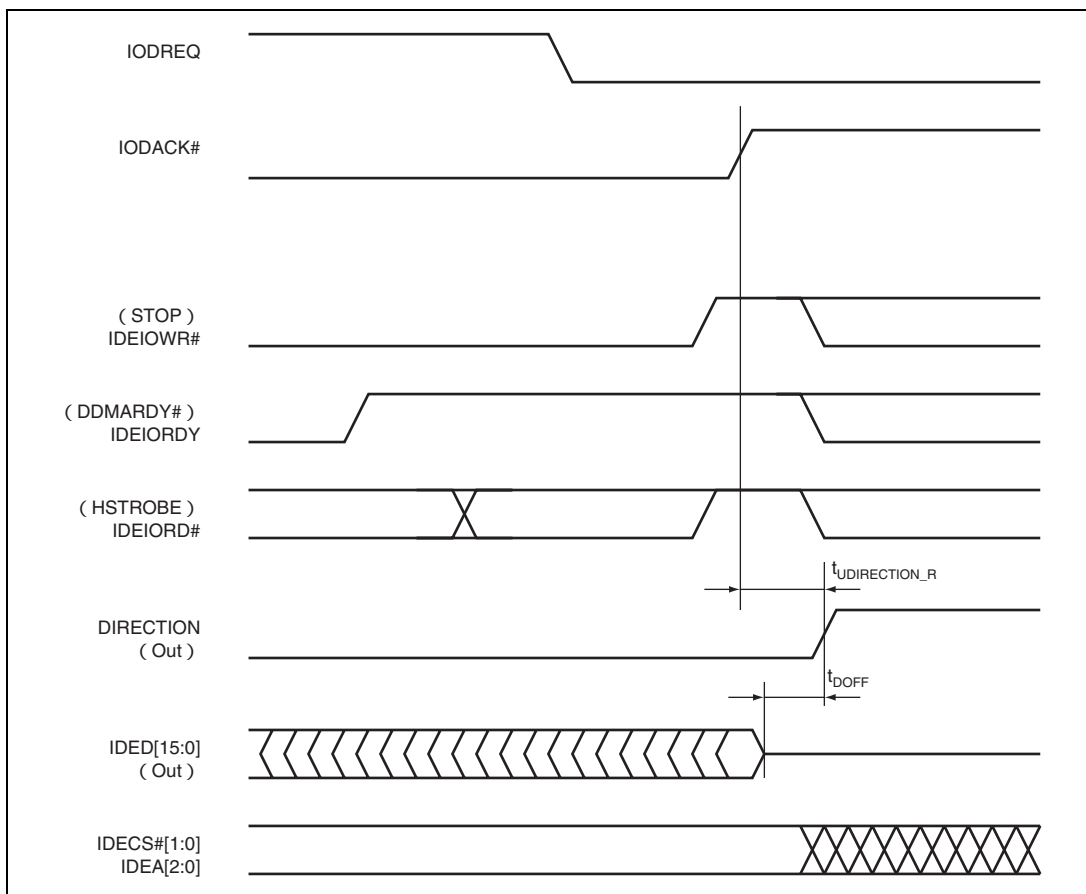 IODREQ
IODACK#
( STOP )
IDEIOWR#
( DDMARDY# )
IDEIORDY
( HSTROBE )
IDEIORD#
tUDIRECTION_R
DIRECTION
( Out )
tDOFF
IDED[15:0]
( Out )
IDECS#[1:0]
IDEA[2:0]